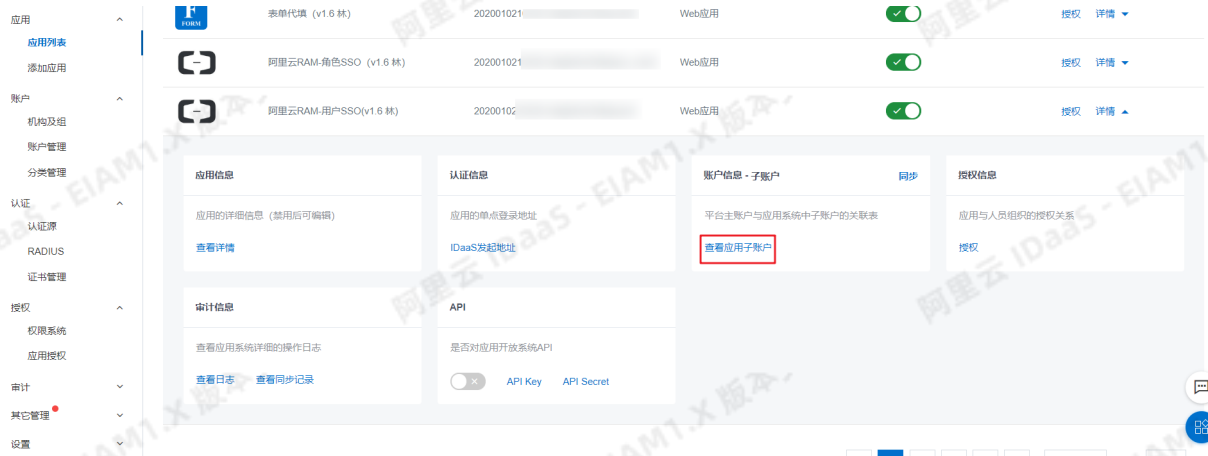 应用
应用列表
添加应用
账户
机构及组
账户管理
分类管理
认证
认证源
RADIUS
证书管理
授权
权限系统
应用授权
审计
其它管理
设置
FORM
表单代填（v1.6 林）
202001021
Web应用
授权 详情
阿里云RAM-角色SSO（v1.6 林）
202001021
Web应用
授权 详情
阿里云RAM-用户SSO(v1.6 林)
20200102
Web应用
授权 详情
应用信息
应用的详细信息（禁用后可编辑）
查看详情
认证信息
应用的单点登录地址
IDaaS发起地址
账户信息 - 子账户 同步
平台主账户与应用系统中子账户的关联表
查看应用子账户
授权信息
应用与人员组织的授权关系
授权
审计信息
查看应用系统详细的操作日志
查看日志 查看同步记录
API
是否对应用开放系统API
API Key API Secret
阿里云 IDaaS - EIAM1.X 版本.